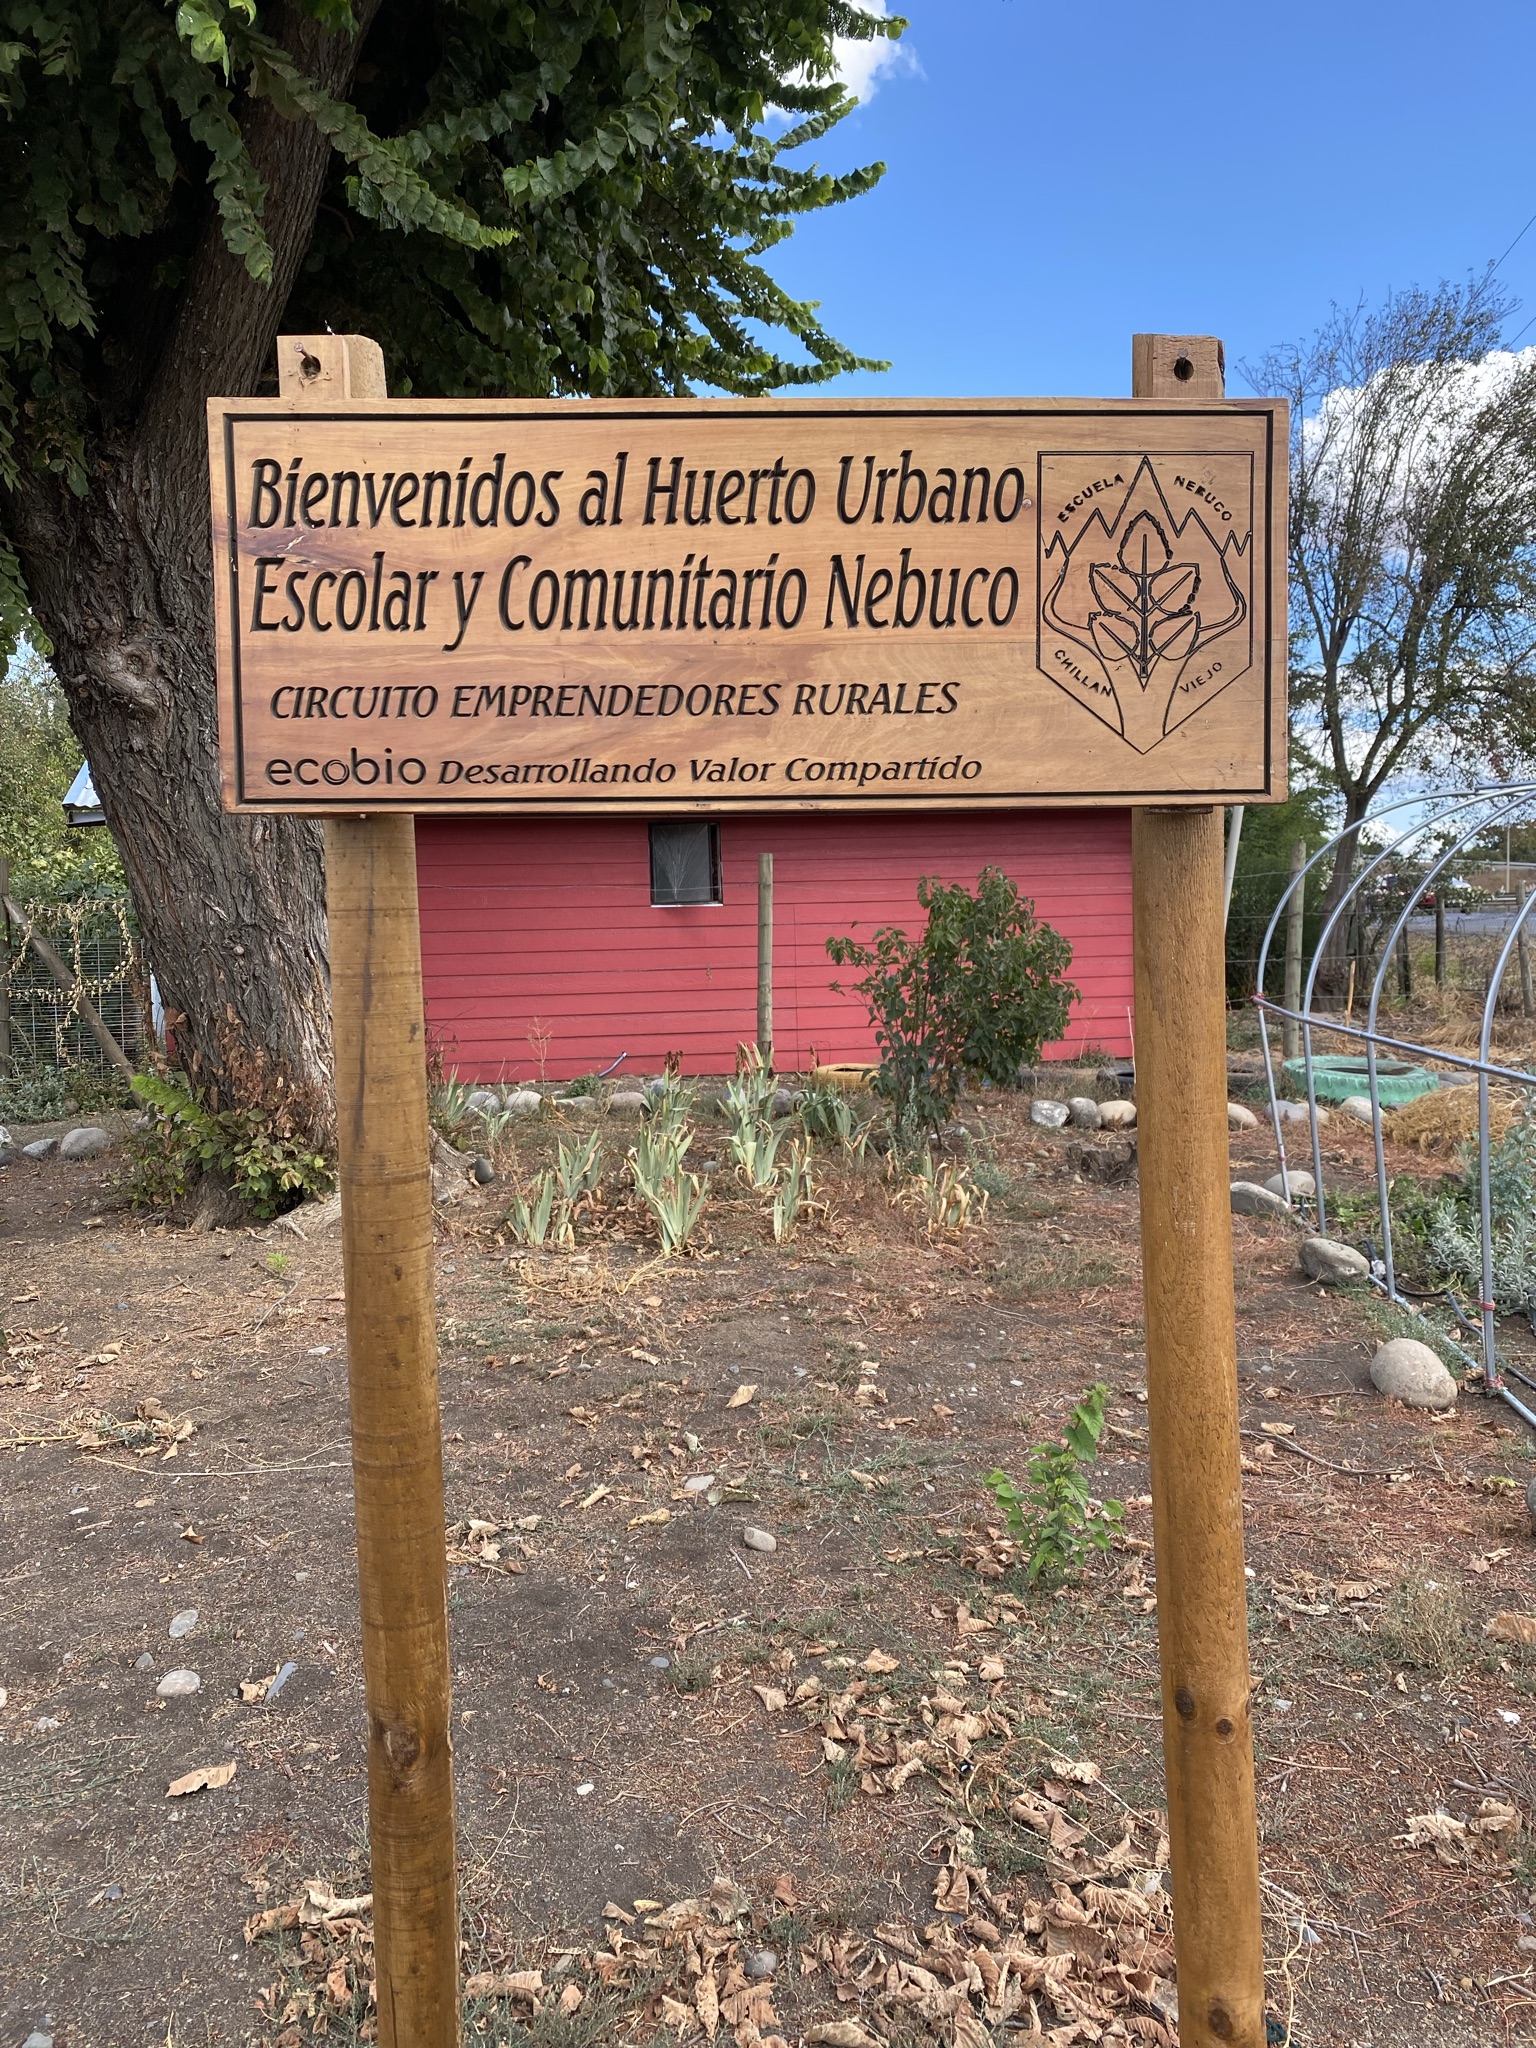 Bienvenidos al Huerto Urbano
Escolar y Comunitario Nebuco
CIRCUITO EMPRENDEDORES RURALES
ecobio Desarrollando Valor Compartido
ESCUELA NEBUCO
CHILLAN VIEJO